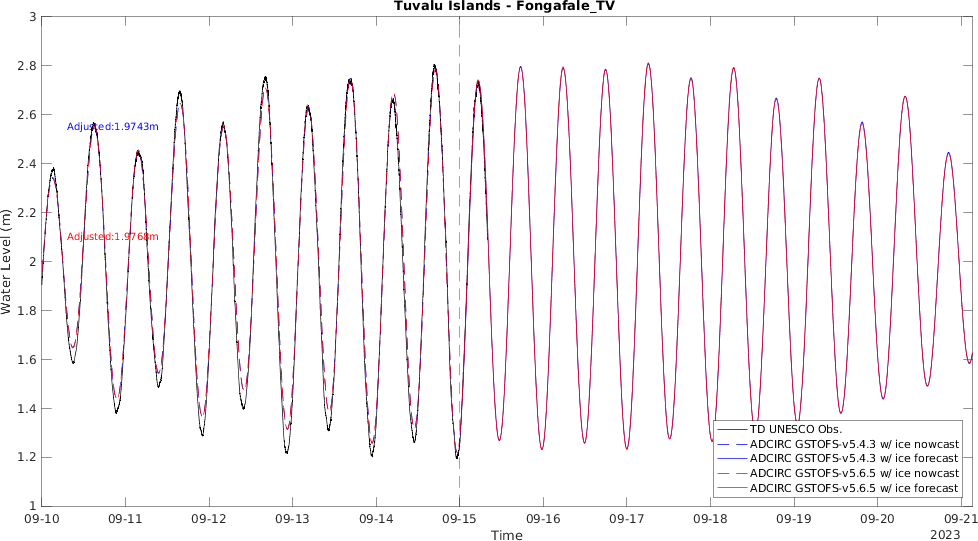 Tuvalu Islands - Fongafale_TV
3
2.8
2.6
2.4
2.2
2
1.8
1.6
1.4
1.2
1
Water Level (m)
Adjusted:1.9743m
Adjusted:1.9768m
TD UNESCO Obs.
ADCIRC GSTOFS-v5.4.3 w/ ice nowcast
ADCIRC GSTOFS-v5.4.3 w/ ice forecast
ADCIRC GSTOFS-v5.6.5 w/ ice nowcast
ADCIRC GSTOFS-v5.6.5 w/ ice forecast
09-10 09-11 09-12 09-13 09-14 09-15 09-16 09-17 09-18 09-19 09-20 09-21
Time
2023